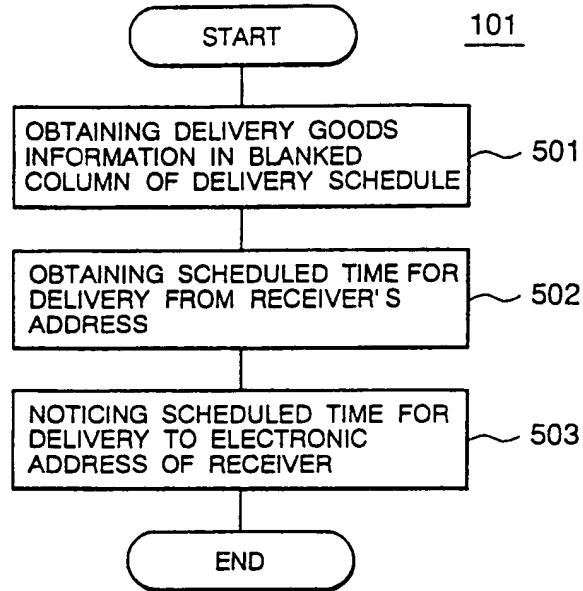 START
101
OBTAINING DELIVERY GOODS
INFORMATION IN BLANKED
COLUMN OF DELIVERY SCHEDULE
501
OBTAINING SCHEDULED TIME FOR
DELIVERY FROM RECEIVER'S
ADDRESS
502
NOTICING SCHEDULED TIME FOR
DELIVERY TO ELECTRONIC
ADDRESS OF RECEIVER
503
END